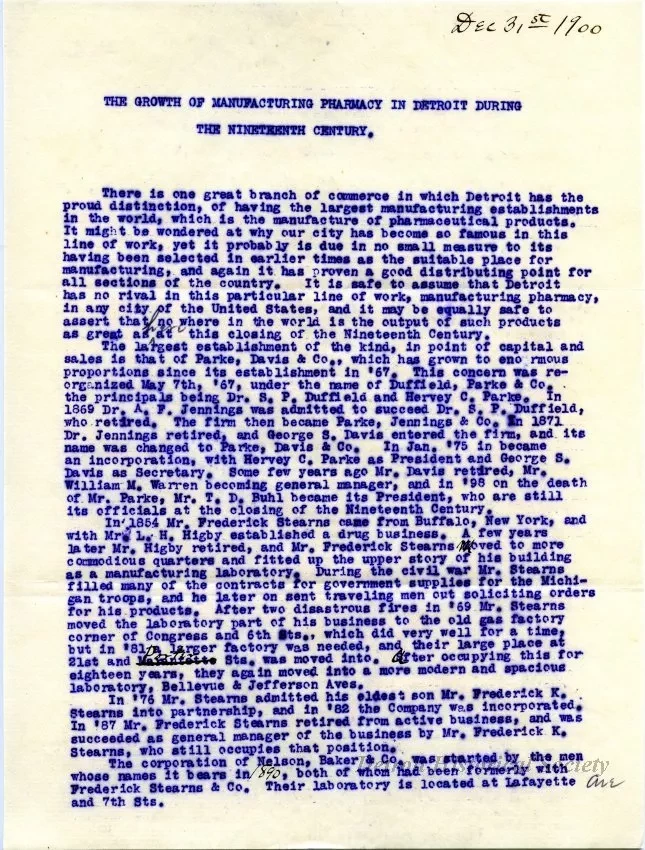 Dec 31st 1900
THE GROWTH OF MANUFACTURING PHARMACY IN DETROIT DURING
THE NINETEENTH CENTURY.
There is one great branch of commerce in which Detroit has the
proud distinction, of having the largest manufacturing establishments
in the world, which is the manufacture of pharmaceutical products.
It might be wondered at why our city has become so famous in this
line of work, yet it probably is due in no small measure to its
having been selected in earlier times as the suitable place for
manufacturing, and again it has proven a good distributing point for
all sections of the country. It is safe to assume that Detroit
has no rival in this particular line of work, manufacturing pharmacy,
in any city of the United States, and it may be equally safe to
assert that no where in the world is the output of such products
as great as at this closing of the Nineteenth Century.
The largest establishment of the kind, in point of capital and
sales is that of Parke, Davis & Co., which has grown to eno rmous
proportions since its establishment in '67. This concern was re-
organized May 7th, '67, under the name of Duffield, Parke & Co.
the principals being Dr. S. P. Duffield and Hervey C. Parke. In
1869 Dr. A. F. Jennings was admitted to succeed Dr. S. P. Duffield,
who retired. The firm then became Parke, Jennings & Co. In 1871
Dr. Jennings retired, and George S. Davis entered the firm, and its
name was changed to Parke, Davis & Co. In Jan. '75 in became
an incorporation, with Hervey C. Parke as President and George S.
Davis as Secretary. Some few years ago Mr. Davis retired, Mr.
William M. Warren becoming general manager, and in '98 on the death
of Mr. Parke, Mr. T. D. Buhl became its President, who are still
its officials at the closing of the Nineteenth Century.
In 1854 Mr. Frederick Stearns came from Buffalo, New York, and
with Mr. L. H. Higby established a drug business. A few years
later Mr. Higby retired, and Mr. Frederick Stearns Moved to more
commodious quarters and fitted up the upper story of his building
as a manufacturing laboratory. During the civil war Mr. Stearns
filled many of the contracts for government supplies for the Michi-
gan troops, and he later on sent traveling men out soliciting orders
for his products. After two disastrous fires in '69 Mr. Stearns
moved the laboratory part of his business to the old gas factory
corner of Congress and 6th Sts., which did very well for a time,
but in '81 a larger factory was needed, and their large place at
21st and Sts. was moved into. After occupying this for
eighteen years, they again moved into a more modern and spacious
laboratory, Bellevue & Jefferson Aves.
In '76 Mr. Stearns admitted his eldest son Mr. Frederick K.
Stearns into partnership, and in '82 the Company was incorporated.
In '87 Mr. Frederick Stearns retired from active business, and was
succeeded as general manager of the business by Mr. Frederick K.
Stearns, who still occupies that position.
The corporation of Nelson, Baker & Co. was started by the men
whose names it bears in 1890, both of whom had been formerly with
Frederick Stearns & Co. Their laboratory is located at Lafayette Ave
and 7th Sts.
Detroit Historical Society